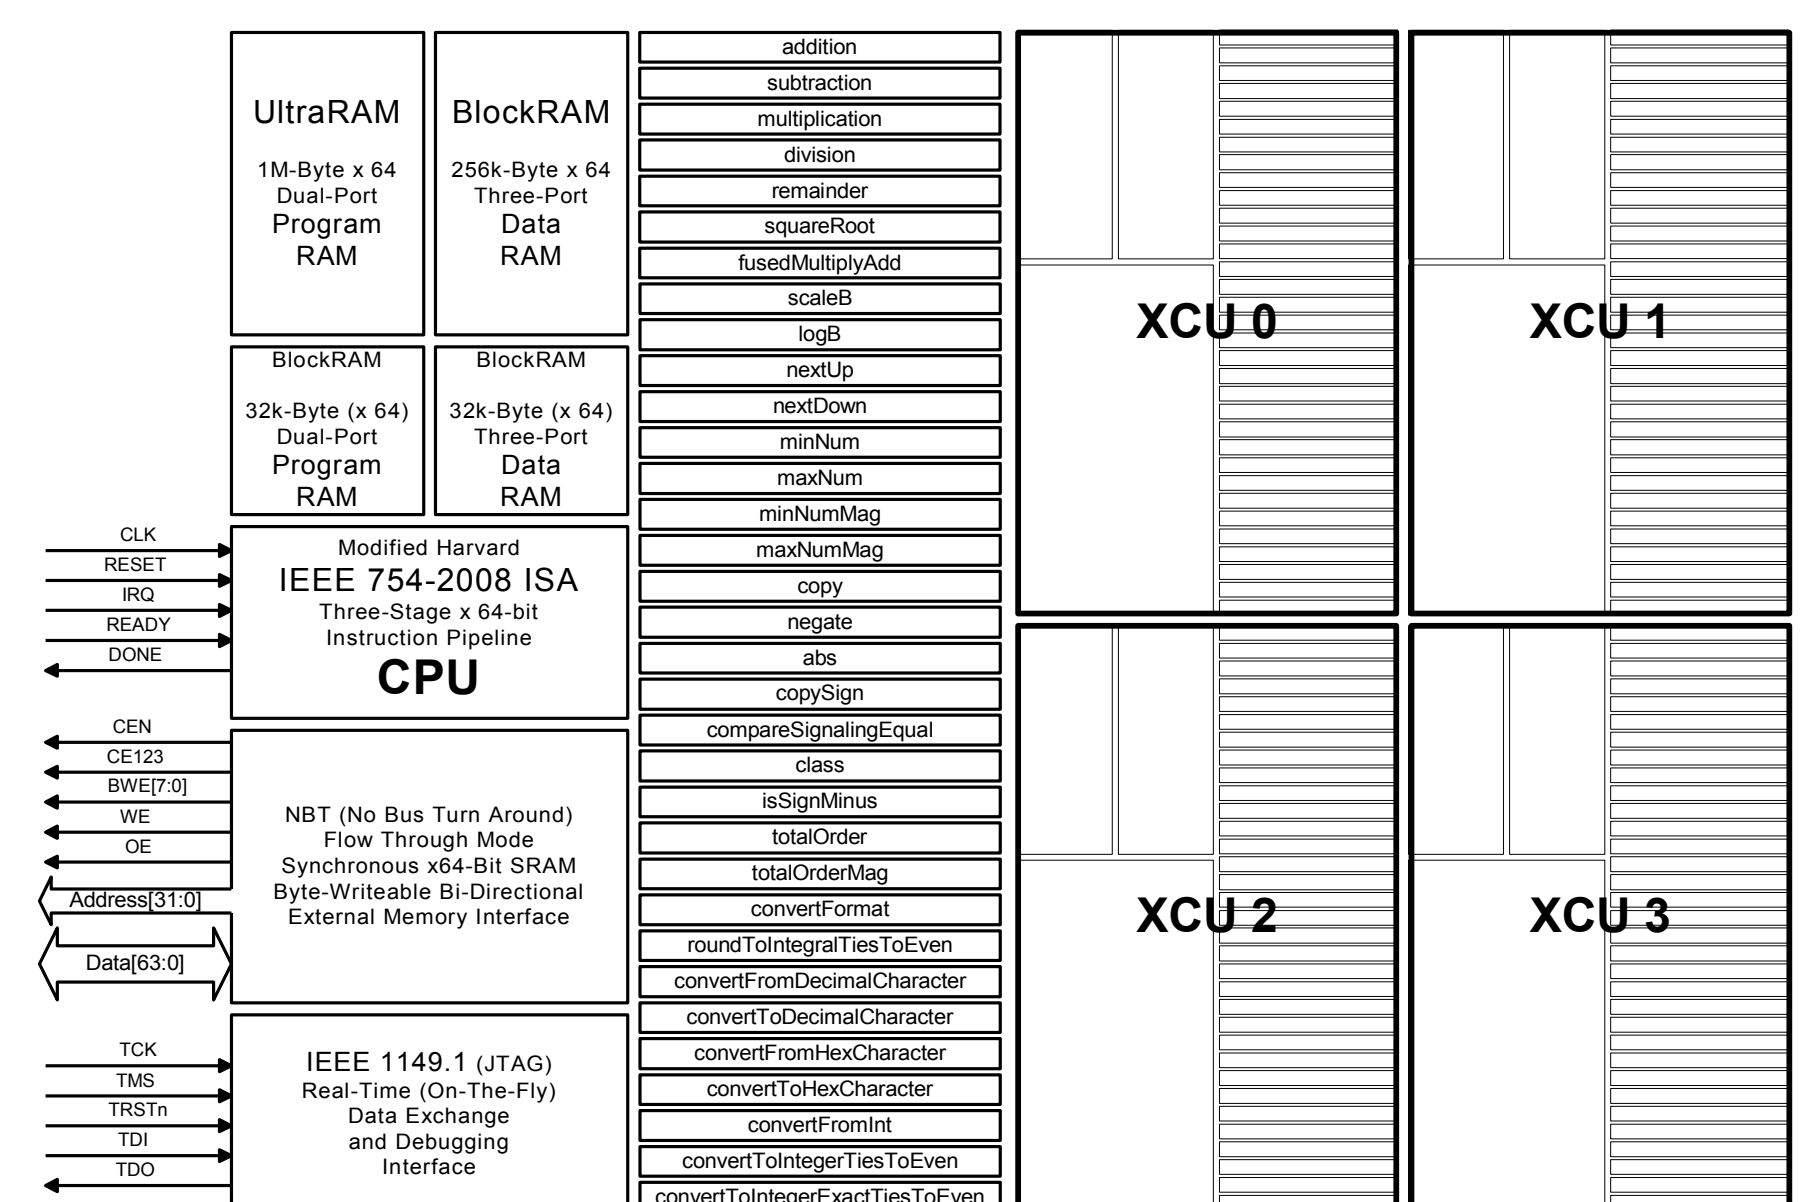 UltraRAM
1M-Byte x 64
Dual-Port
Program
RAM
BlockRAM
256k-Byte x 64
Three-Port
Data
RAM
BlockRAM
32k-Byte (x 64)
Dual-Port
Program
RAM
BlockRAM
32k-Byte (x 64)
Three-Port
Data
RAM
CLK
RESET
IRQ
READY
DONE
Modified Harvard
IEEE 754-2008 ISA
Three-Stage x 64-bit
Instruction Pipeline
CPU
CEN
CE123
BWE[7:0]
WE
OE
Address[31:0]
Data[63:0]
NBT (No Bus Turn Around)
Flow Through Mode
Synchronous x64-Bit SRAM
Byte-Writeable Bi-Directional
External Memory Interface
TCK
TMS
TRSTn
TDI
TDO
IEEE 1149.1 (JTAG)
Real-Time (On-The-Fly)
Data Exchange
and Debugging
Interface
addition
subtraction
multiplication
division
remainder
squareRoot
fusedMultiplyAdd
scaleB
logB
nextUp
nextDown
minNum
maxNum
minNumMag
maxNumMag
copy
negate
abs
copySign
compareSignalingEqual
class
isSignMinus
totalOrder
totalOrderMag
convertFormat
roundToIntegralTiesToEven
convertFromDecimalCharacter
convertToDecimalCharacter
convertFromHexCharacter
convertToHexCharacter
convertFromInt
convertToIntegerTiesToEven
convertToIntegerExactTiesToEven
XCU 0
XCU 1
XCU 2
XCU 3